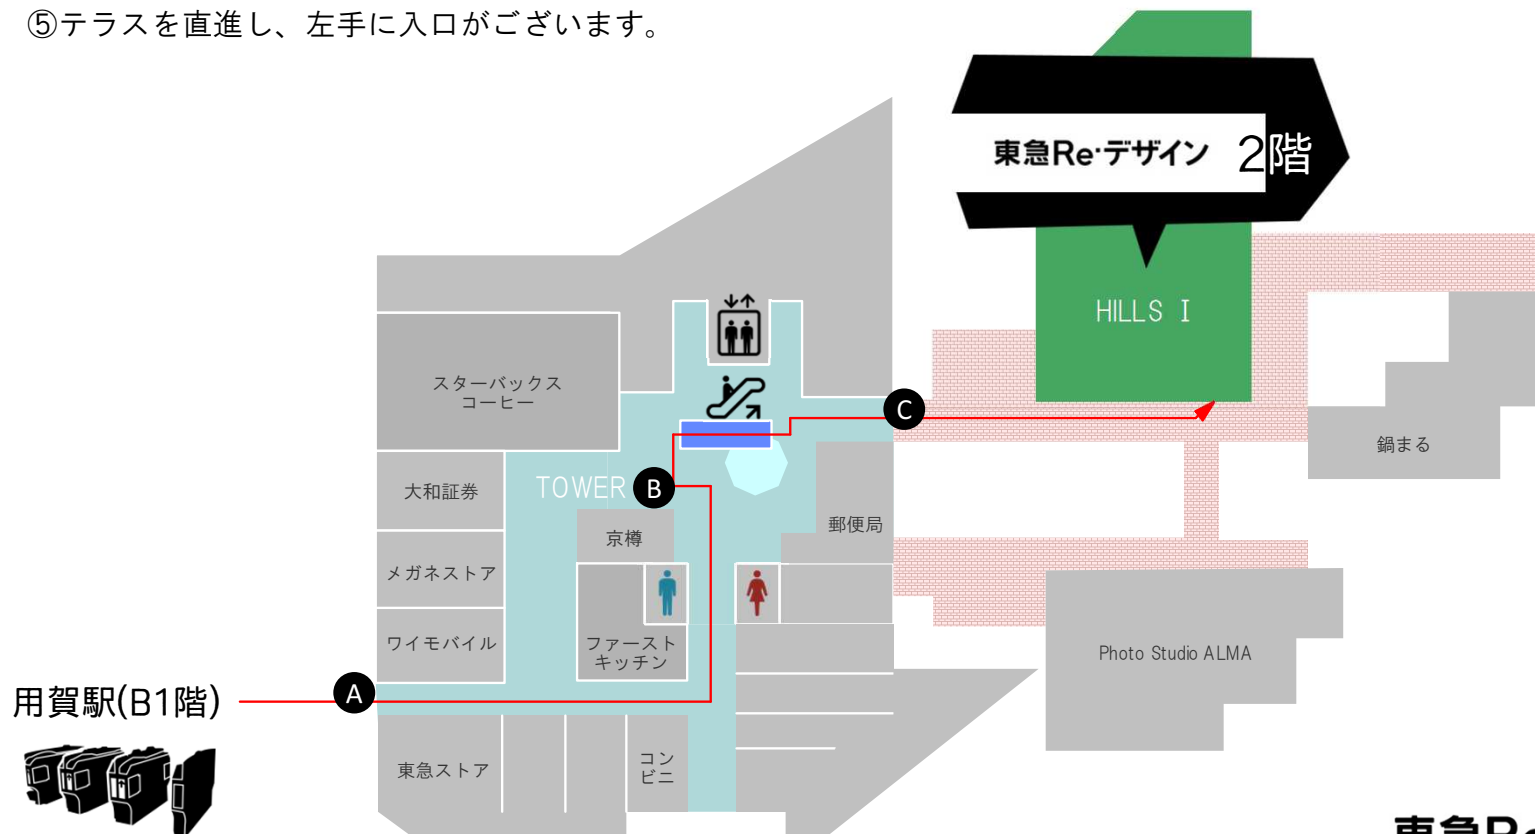 ⑤テラスを直進し、左手に入口がございます。
東急Re・デザイン 2階
HILLS I
スターバックス
コーヒー
C
鍋まる
大和証券
TOWER
B
郵便局
京樽
メガネストア
ワイモバイル
ファースト
キッチン
Photo Studio ALMA
A
用賀駅(B1階)
東急ストア
コン
ビニ